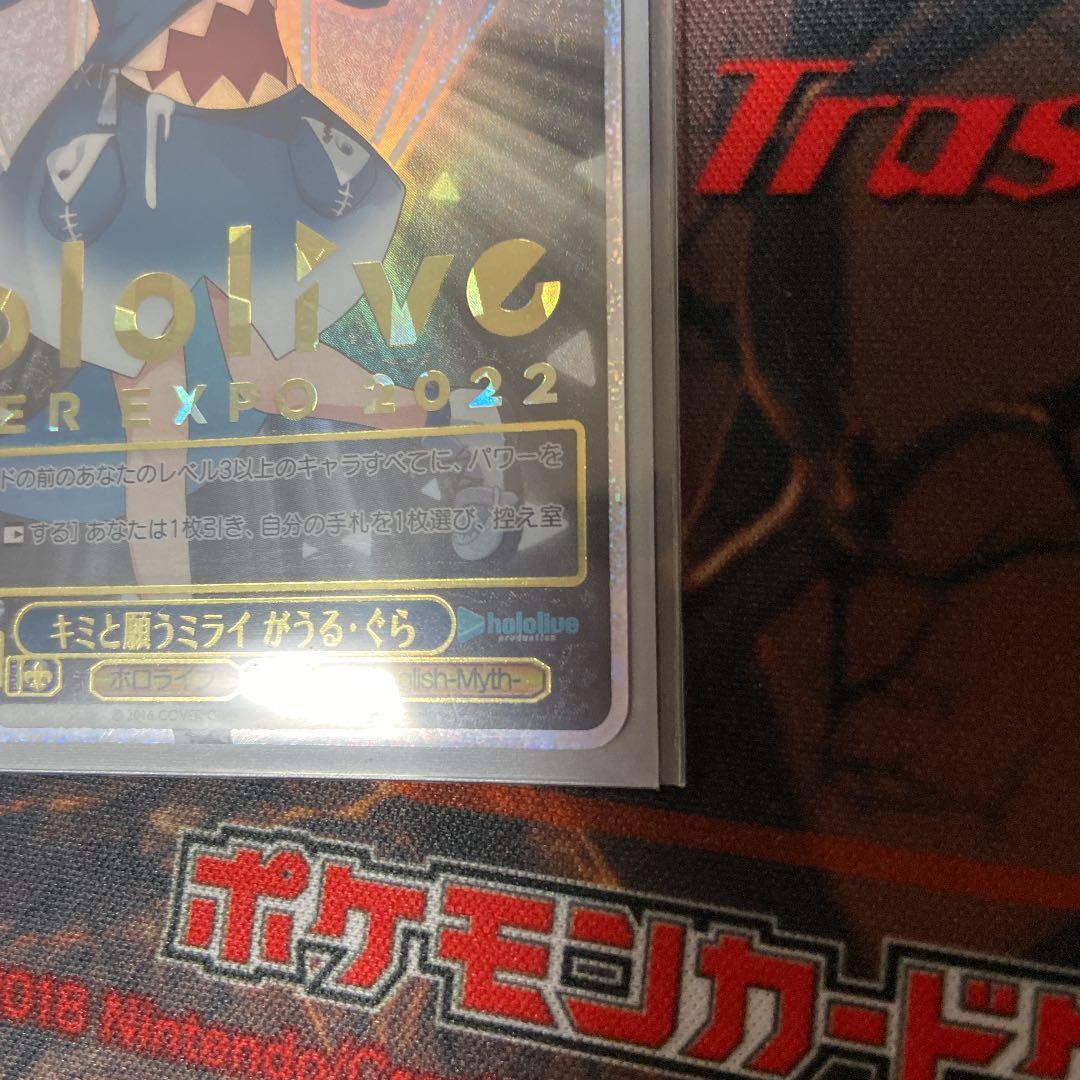 Tras
ololive
ER EXPO 2022
ドの前のあなたのレベル3以上のキャラすべてに、パワーを
する］ あなたは1枚引き、自分の手札を1枚選び、控え室
キミと願うミライ がうる・ぐら
hololive
production
ホロライブ
glish-Myth-
© 2016 COVER C
ポケモンカードゲ
2018 Nintendo/C